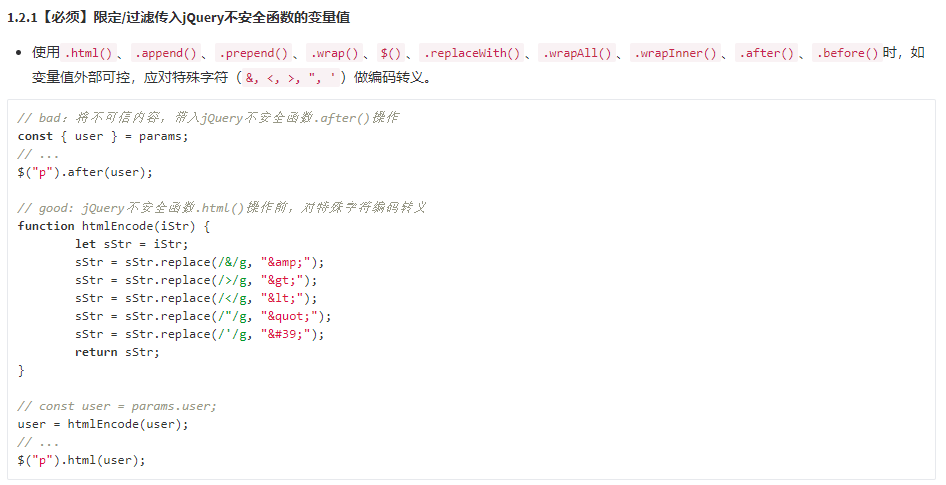 1.2.1【必须】限定/过滤传入jQuery不安全函数的变量值
使用 .html() 、 .append() 、 .prepend() 、 .wrap() 、 $() 、 .replaceWith() 、 .wrapAll() 、 .wrapInner() 、 .after() 、 .before() 时，如
变量值外部可控，应对特殊字符（ &, <, >, ", ' ）做编码转义。
// bad：将不可信内容，带入jQuery不安全函数.after()操作
const { user } = params;
// ...
$("p").after(user);
// good: jQuery不安全函数.html()操作前，对特殊字符编码转义
function htmlEncode(iStr) {
let sStr = iStr;
sStr = sStr.replace(/&/g, "&amp;");
sStr = sStr.replace(/>/g, "&gt;");
sStr = sStr.replace(/</g, "&lt;");
sStr = sStr.replace(/"/g, "&quot;");
sStr = sStr.replace(/'/g, "&#39;");
return sStr;
}
// const user = params.user;
user = htmlEncode(user);
// ...
$("p").html(user);